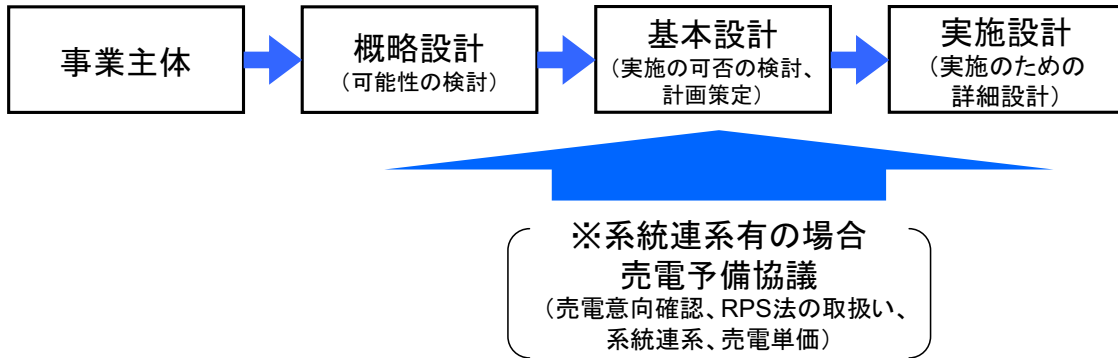 事業主体
概略設計
（可能性の検討）
基本設計
（実施の可否の検討、
計画策定）
実施設計
（実施のための
詳細設計）
※系統連系有の場合
売電予備協議
（売電意向確認、RPS法の取扱い、
系統連系、売電単価）